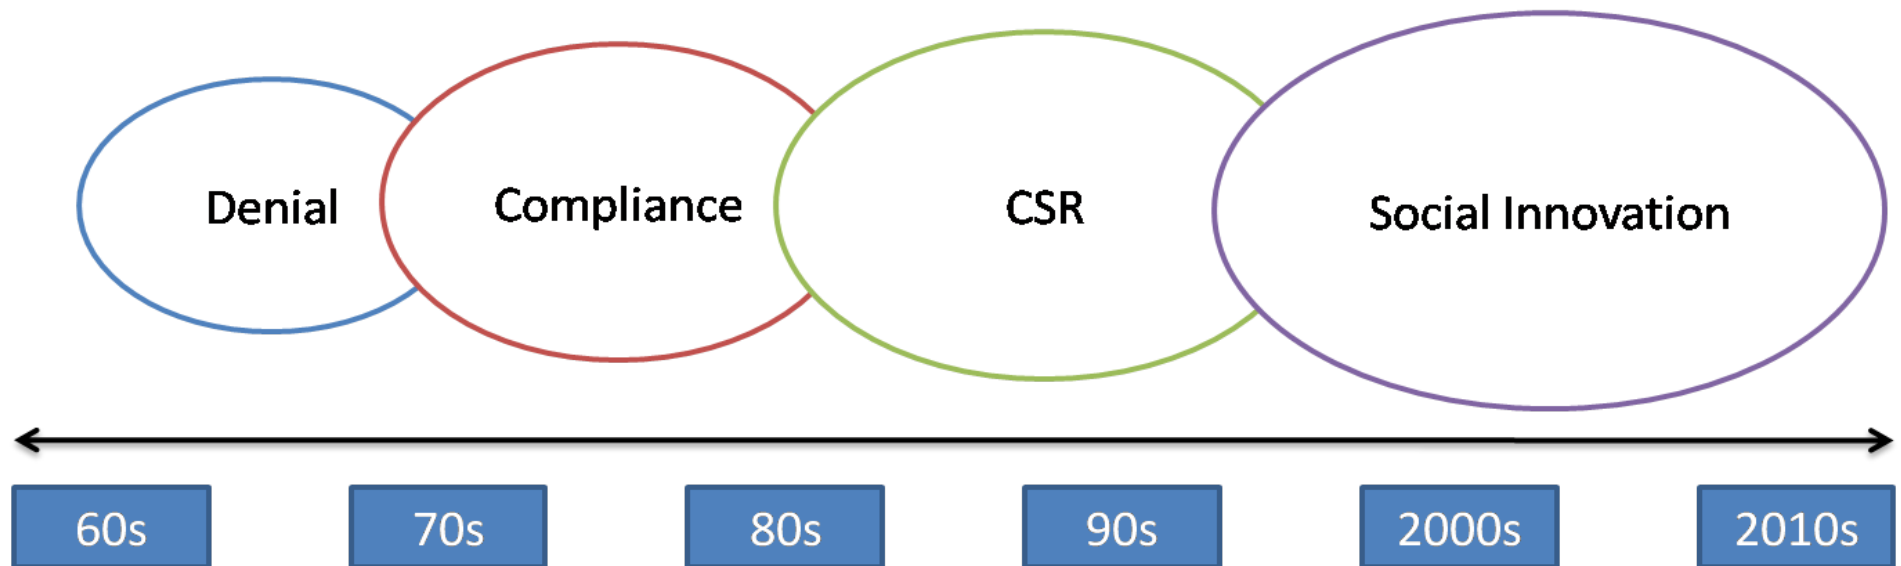 Denial
Compliance
CSR
Social Innovation
60s
70s
80s
90s
2000s
2010s